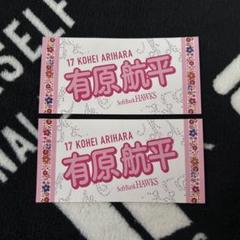 17 KOHEI ARIHARA
有原航平
SoftBank HAWKS
17 KOHEI ARIHARA
有原航平
SoftBank HAWKS